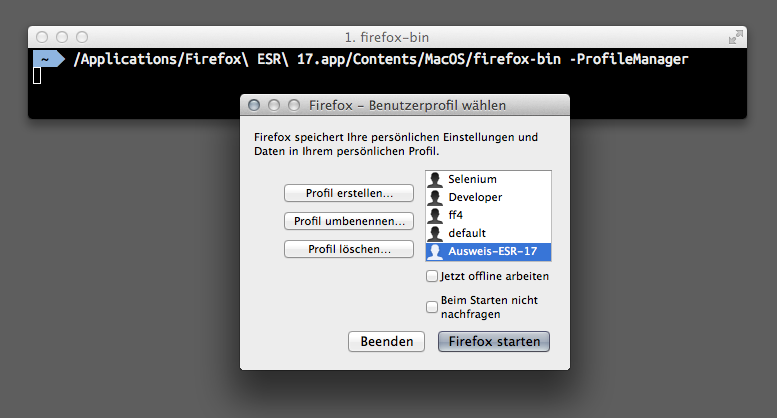 1. firefox-bin
~ /Applications/Firefox\ ESR\ 17.app/Contents/MacOS/firefox-bin -ProfileManager
Firefox – Benutzerprofil wählen
Firefox speichert Ihre persönlichen Einstellungen und
Daten in Ihrem persönlichen Profil.
Profil erstellen...
Profil umbenennen...
Profil löschen...
Selenium
Developer
ff4
default
Ausweis-ESR-17
Jetzt offline arbeiten
Beim Starten nicht
nachfragen
Beenden
Firefox starten